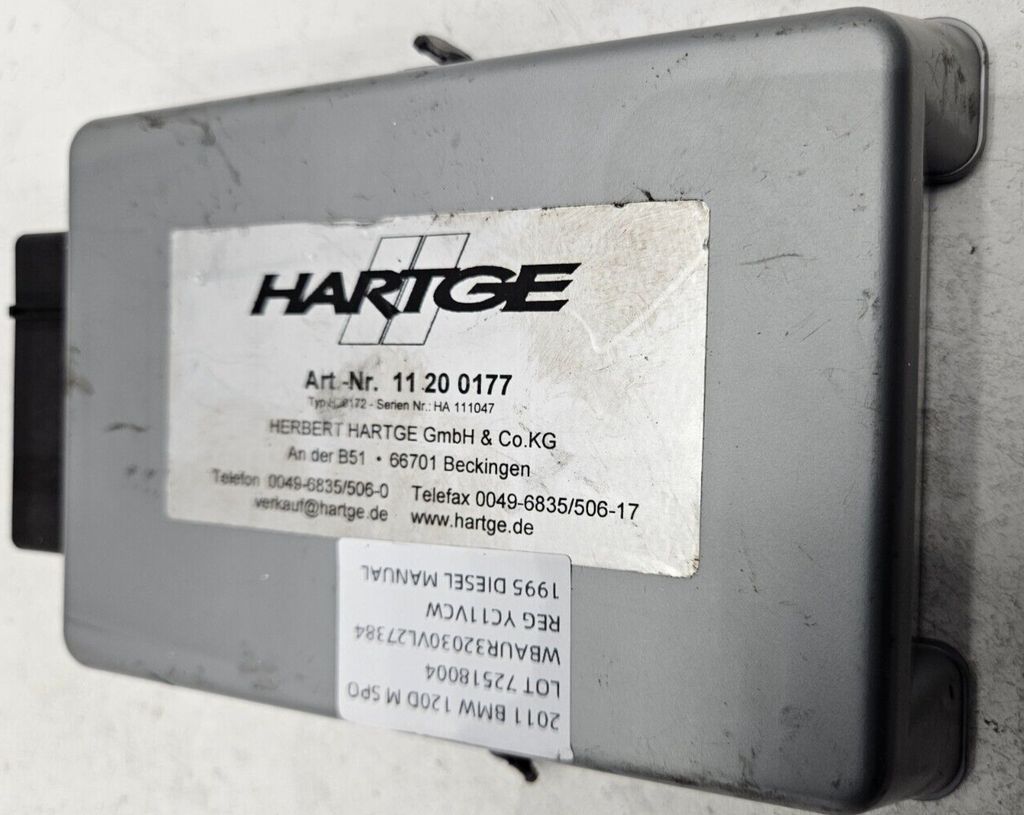 HARTGE
Art.-Nr. 11 20 0177
Serien Nr.: HA 111047
HERBERT HARTGE GmbH & Co.KG
An der B51 • 66701 Beckingen
Telefon 0049-6835/506-0 Telefax 0049-6835/506-17
verkauf@hartge.de www.hartge.de
2011 BMW 120D M SPO
LOT 72518004
WBAUR32030VL27384
REG YC11VCW
1995 DIESEL MANUAL